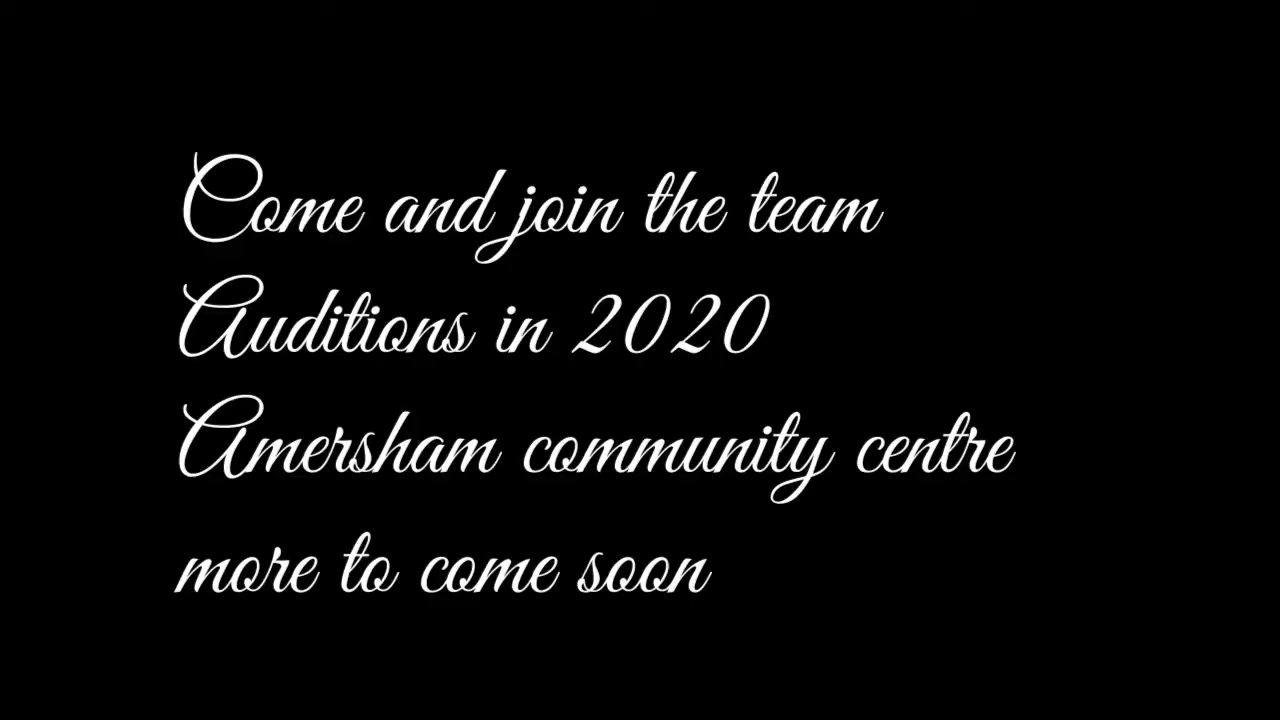 Come and join the team
Auditions in 2020
Amersham community centre
more to come soon